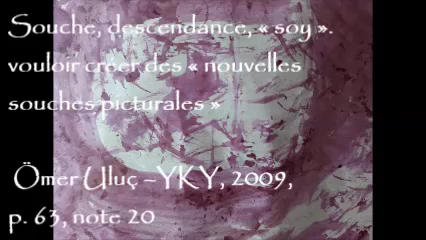 Souche, descendance, « soy ».
vouloir créer des « nouvelles
souches picturales »
Ömer Uluç –YKY, 2009,
p. 63, note 20